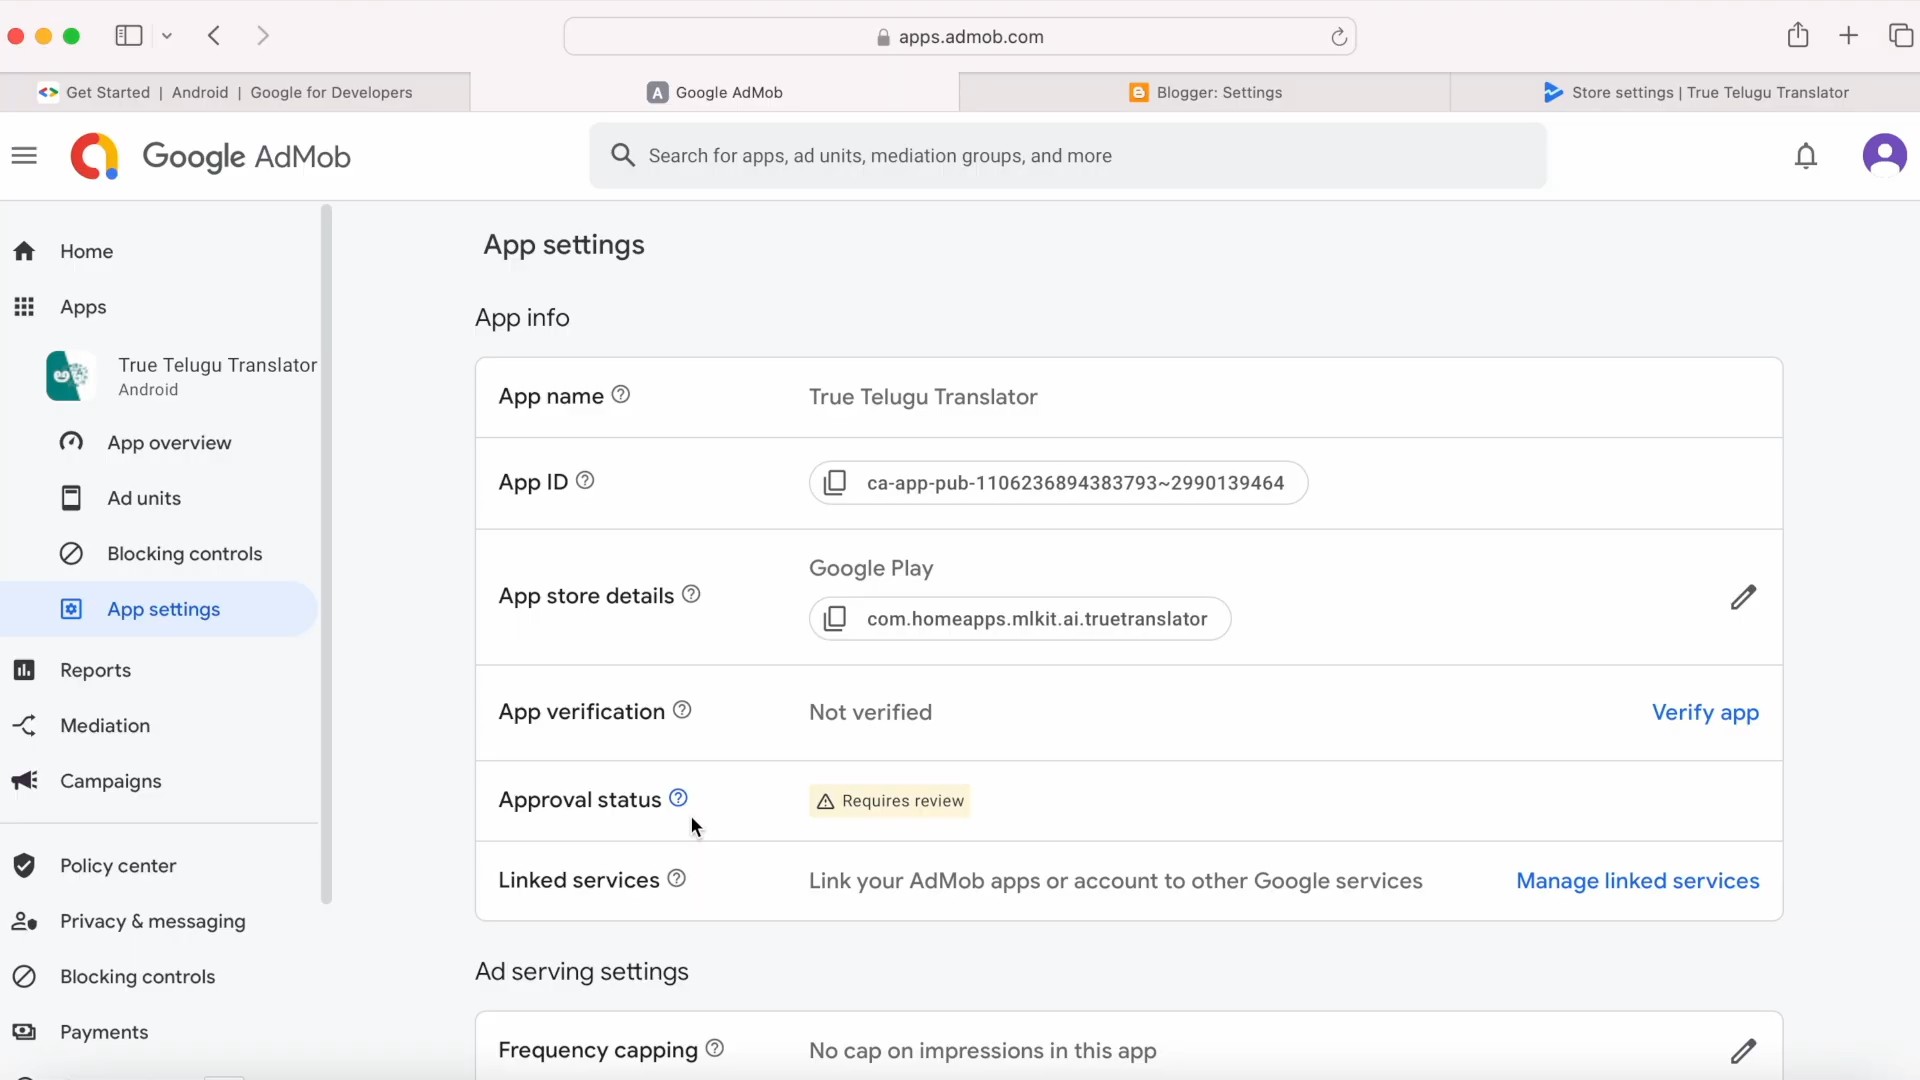 apps.admob.com
Get Started | Android | Google for Developers
A Google AdMob
Blogger: Settings
Store settings | True Telugu Translator
Google AdMob
Search for apps, ad units, mediation groups, and more
Home
Apps
True Telugu Translator
Android
App overview
Ad units
Blocking controls
App settings
Reports
Mediation
Campaigns
Policy center
Privacy & messaging
Blocking controls
Payments
App settings
App info
App name
True Telugu Translator
App ID
ca-app-pub-1106236894383793~2990139464
App store details
Google Play
com.homeapps.mlkit.ai.truetranslator
App verification
Not verified
Verify app
Approval status
Requires review
Linked services
Link your AdMob apps or account to other Google services
Manage linked services
Ad serving settings
Frequency capping
No cap on impressions in this app